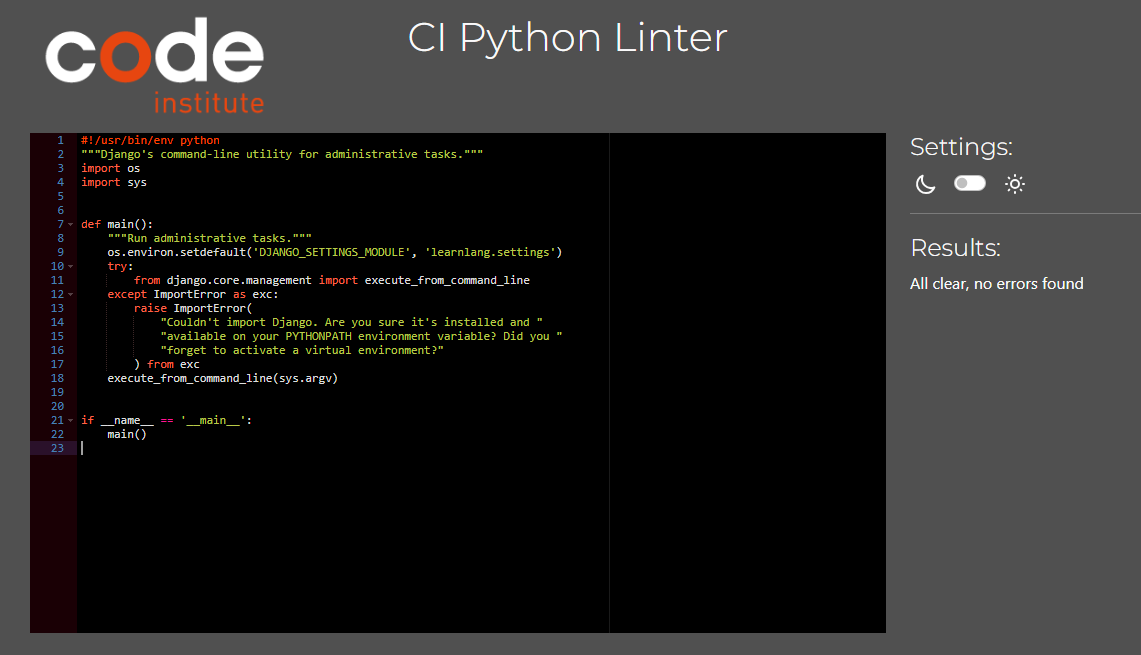 code
institute
CI Python Linter
1 #!/usr/bin/env python
2 """Django's command-line utility for administrative tasks."""
3 import os
4 import sys
5
6
7 def main():
8     """Run administrative tasks."""
9     os.environ.setdefault('DJANGO_SETTINGS_MODULE', 'learnlang.settings')
10     try:
11         from django.core.management import execute_from_command_line
12     except ImportError as exc:
13         raise ImportError(
14             "Couldn't import Django. Are you sure it's installed and "
15             "available on your PYTHONPATH environment variable? Did you "
16             "forget to activate a virtual environment?"
17         ) from exc
18     execute_from_command_line(sys.argv)
19
20
21 if __name__ == '__main__':
22     main()
23
Settings:
Results:
All clear, no errors found